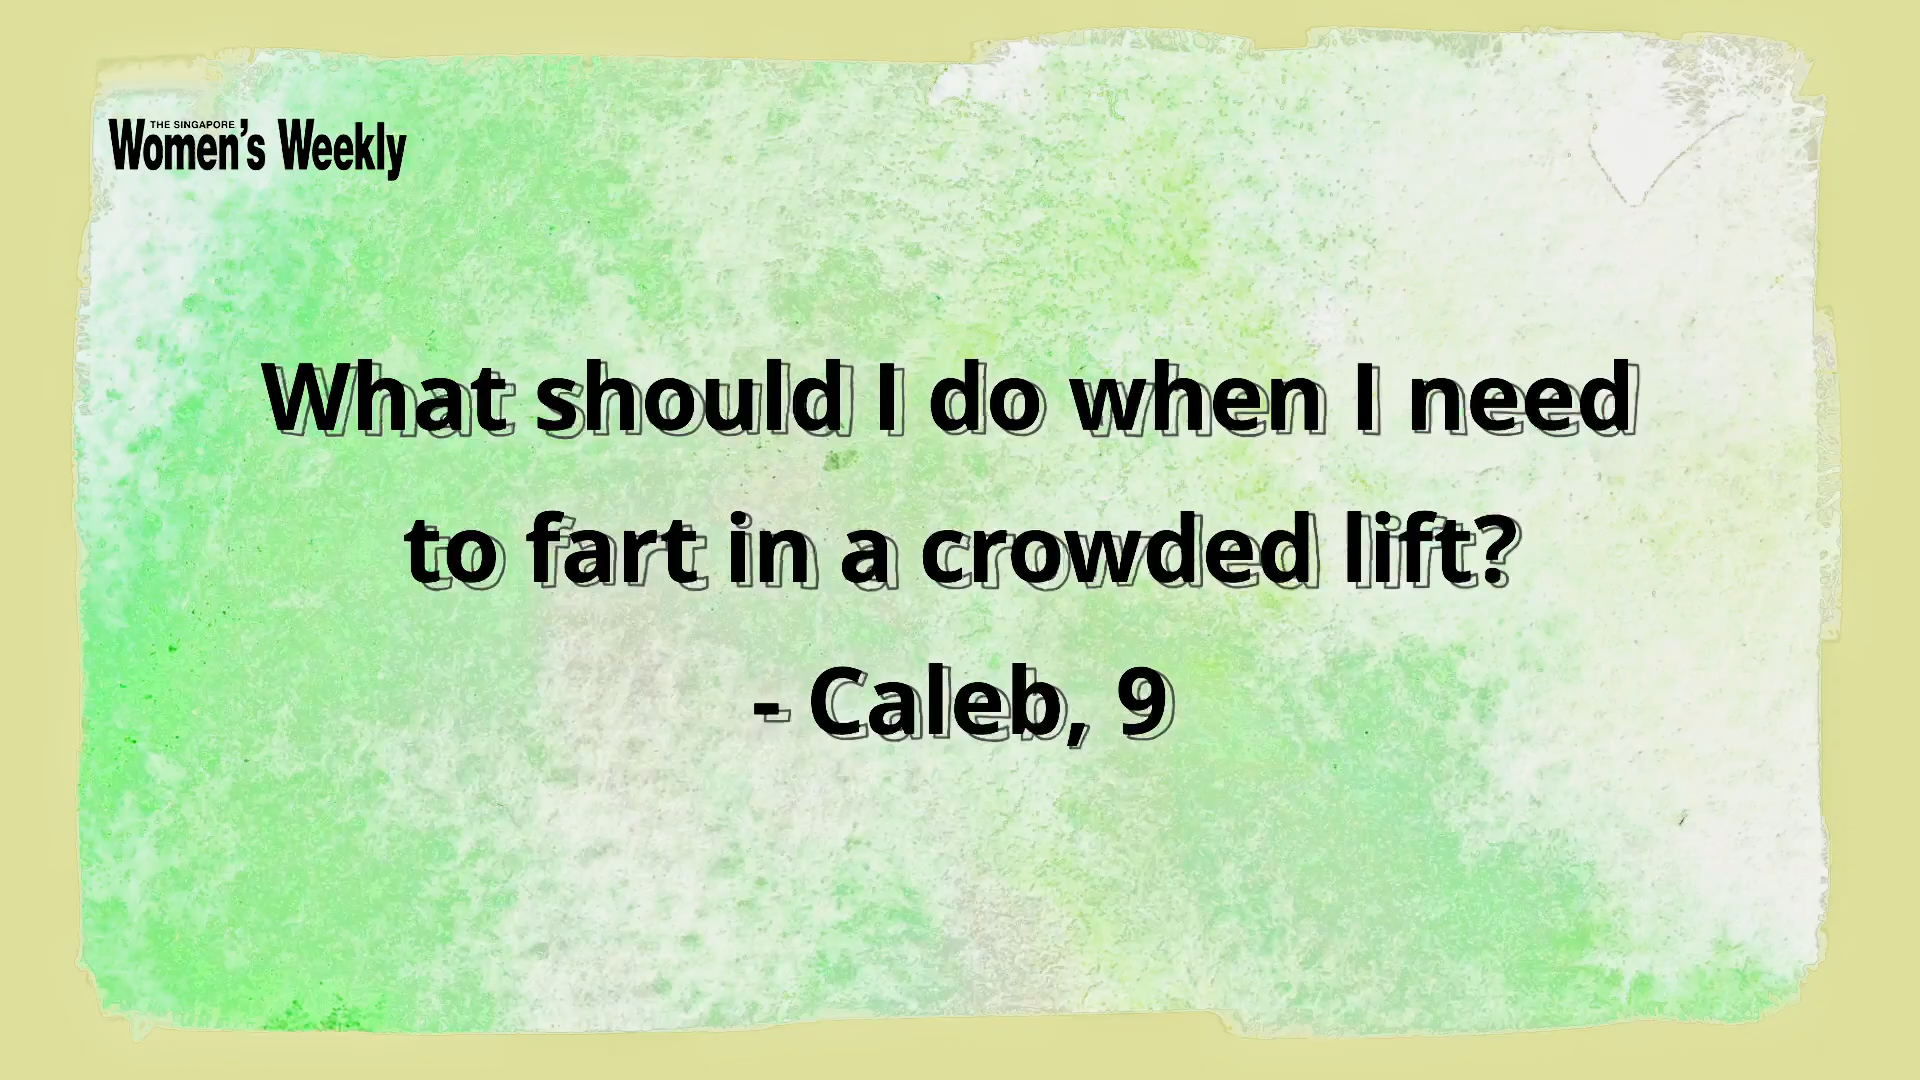 THE SINGAPORE
Women's Weekly
What should I do when I need
to fart in a crowded lift?
- Caleb, 9